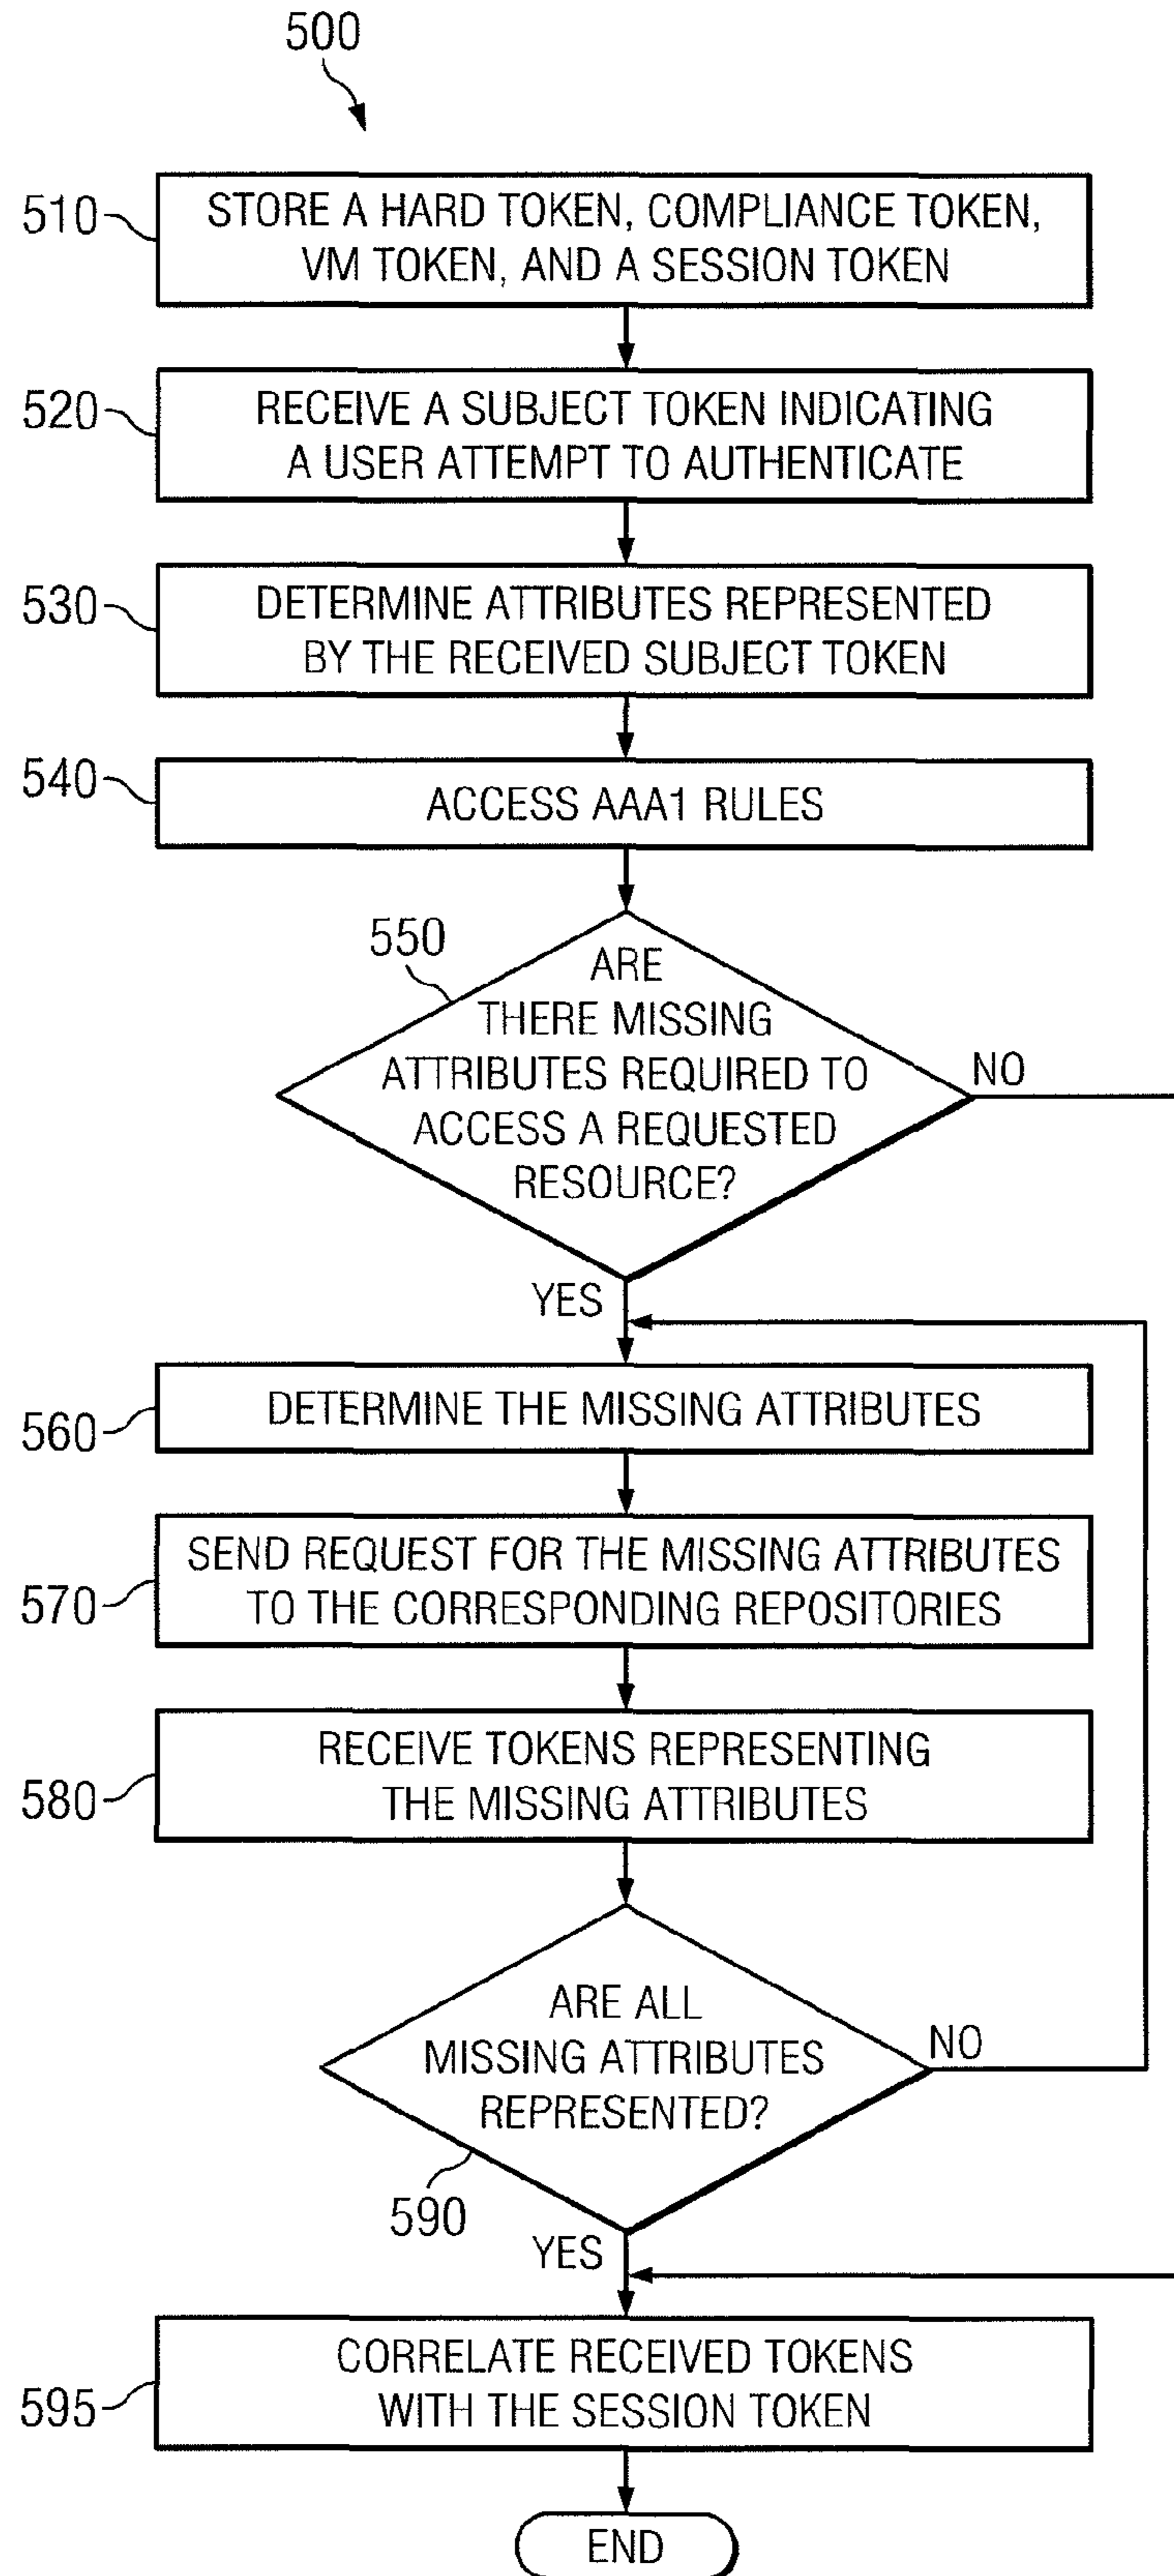 500
510
STORE A HARD TOKEN, COMPLIANCE TOKEN,
VM TOKEN, AND A SESSION TOKEN
520
RECEIVE A SUBJECT TOKEN INDICATING
A USER ATTEMPT TO AUTHENTICATE
530
DETERMINE ATTRIBUTES REPRESENTED
BY THE RECEIVED SUBJECT TOKEN
540
ACCESS AAA1 RULES
550
ARE
THERE MISSING
ATTRIBUTES REQUIRED TO
ACCESS A REQUESTED
RESOURCE?
NO
YES
560
DETERMINE THE MISSING ATTRIBUTES
570
SEND REQUEST FOR THE MISSING ATTRIBUTES
TO THE CORRESPONDING REPOSITORIES
580
RECEIVE TOKENS REPRESENTING
THE MISSING ATTRIBUTES
ARE ALL
MISSING ATTRIBUTES
REPRESENTED?
NO
590
YES
595
CORRELATE RECEIVED TOKENS
WITH THE SESSION TOKEN
END